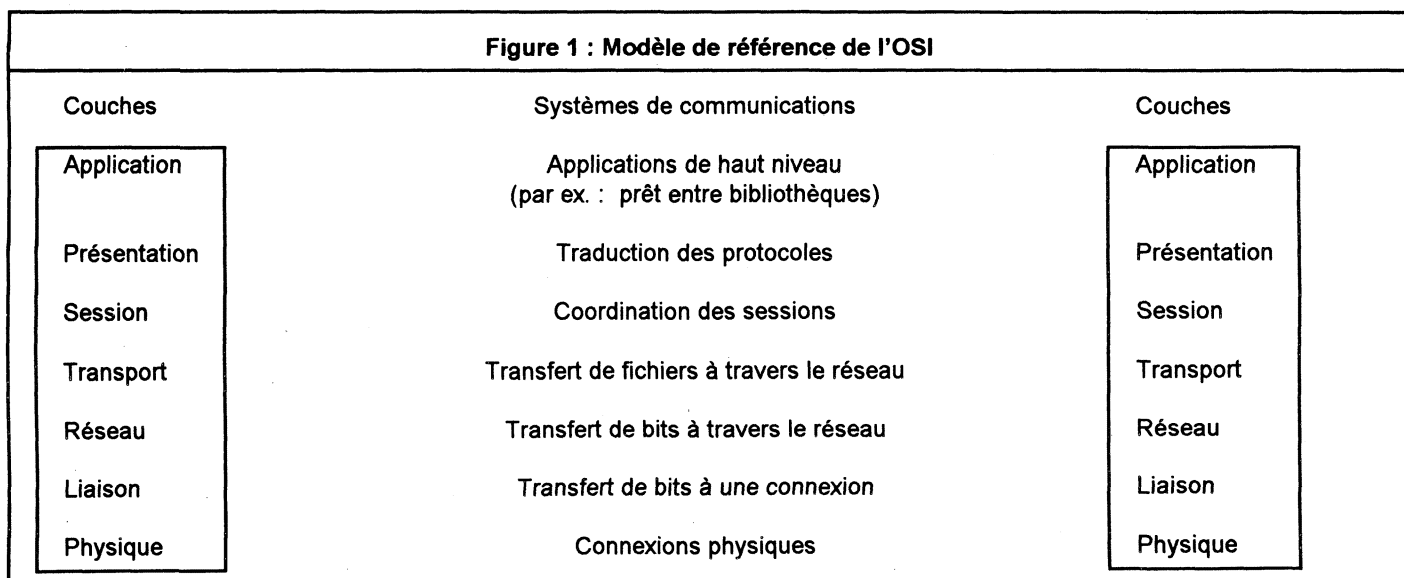 Figure 1 : Modèle de référence de l'OSI
Couches Systèmes de communications Couches
Application Applications de haut niveau Application
(par ex. : prêt entre bibliothèques)
Présentation Traduction des protocoles Présentation
Session Coordination des sessions Session
Transport Transfert de fichiers à travers le réseau Transport
Réseau Transfert de bits à travers le réseau Réseau
Liaison Transfert de bits à une connexion Liaison
Physique Connexions physiques Physique